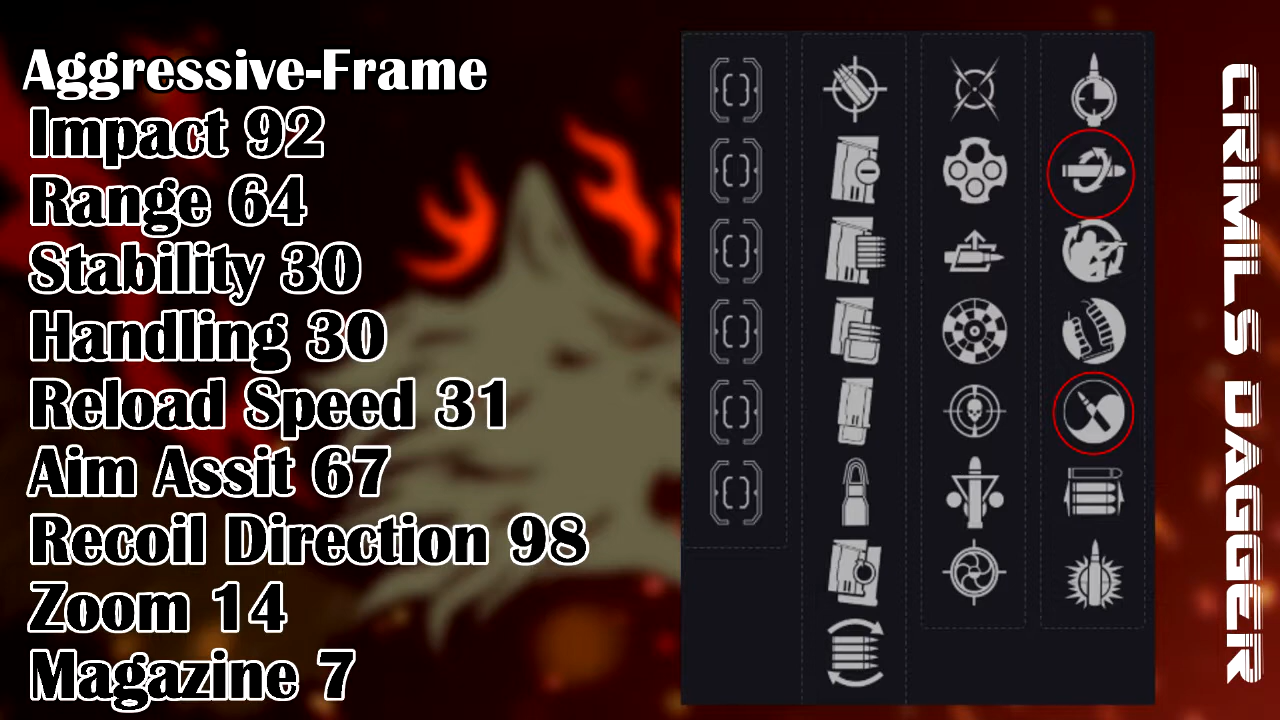 Aggressive-Frame
Impact 92
Range 64
Stability 30
Handling 30
Reload Speed 31
Aim Assit 67
Recoil Direction 98
Zoom 14
Magazine 7
CRIMILS DAGGER